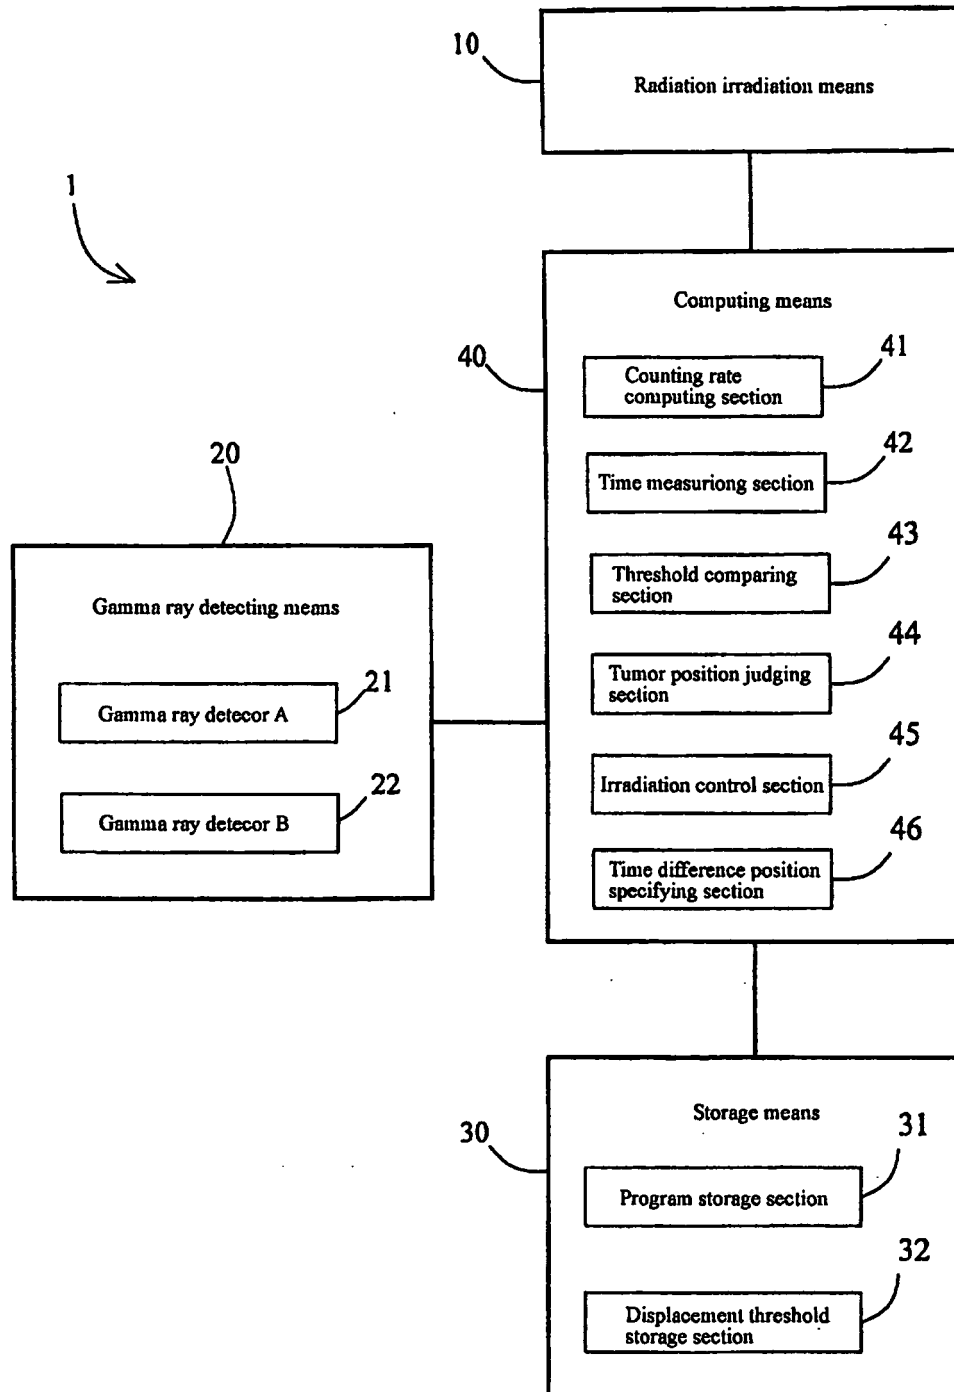 10
Radiation irradiation means
1
Computing means
40
41
Counting rate
computing section
42
Time measuriong section
20
43
Threshold comparing
section
Gamma ray detecting means
44
Tumor position judging
section
21
Gamma ray detecor A
45
Irradiation control section
22
Gamma ray detecor B
46
Time difference position
specifying section
Storage means
30
31
Program storage section
32
Displacement threshold
storage section